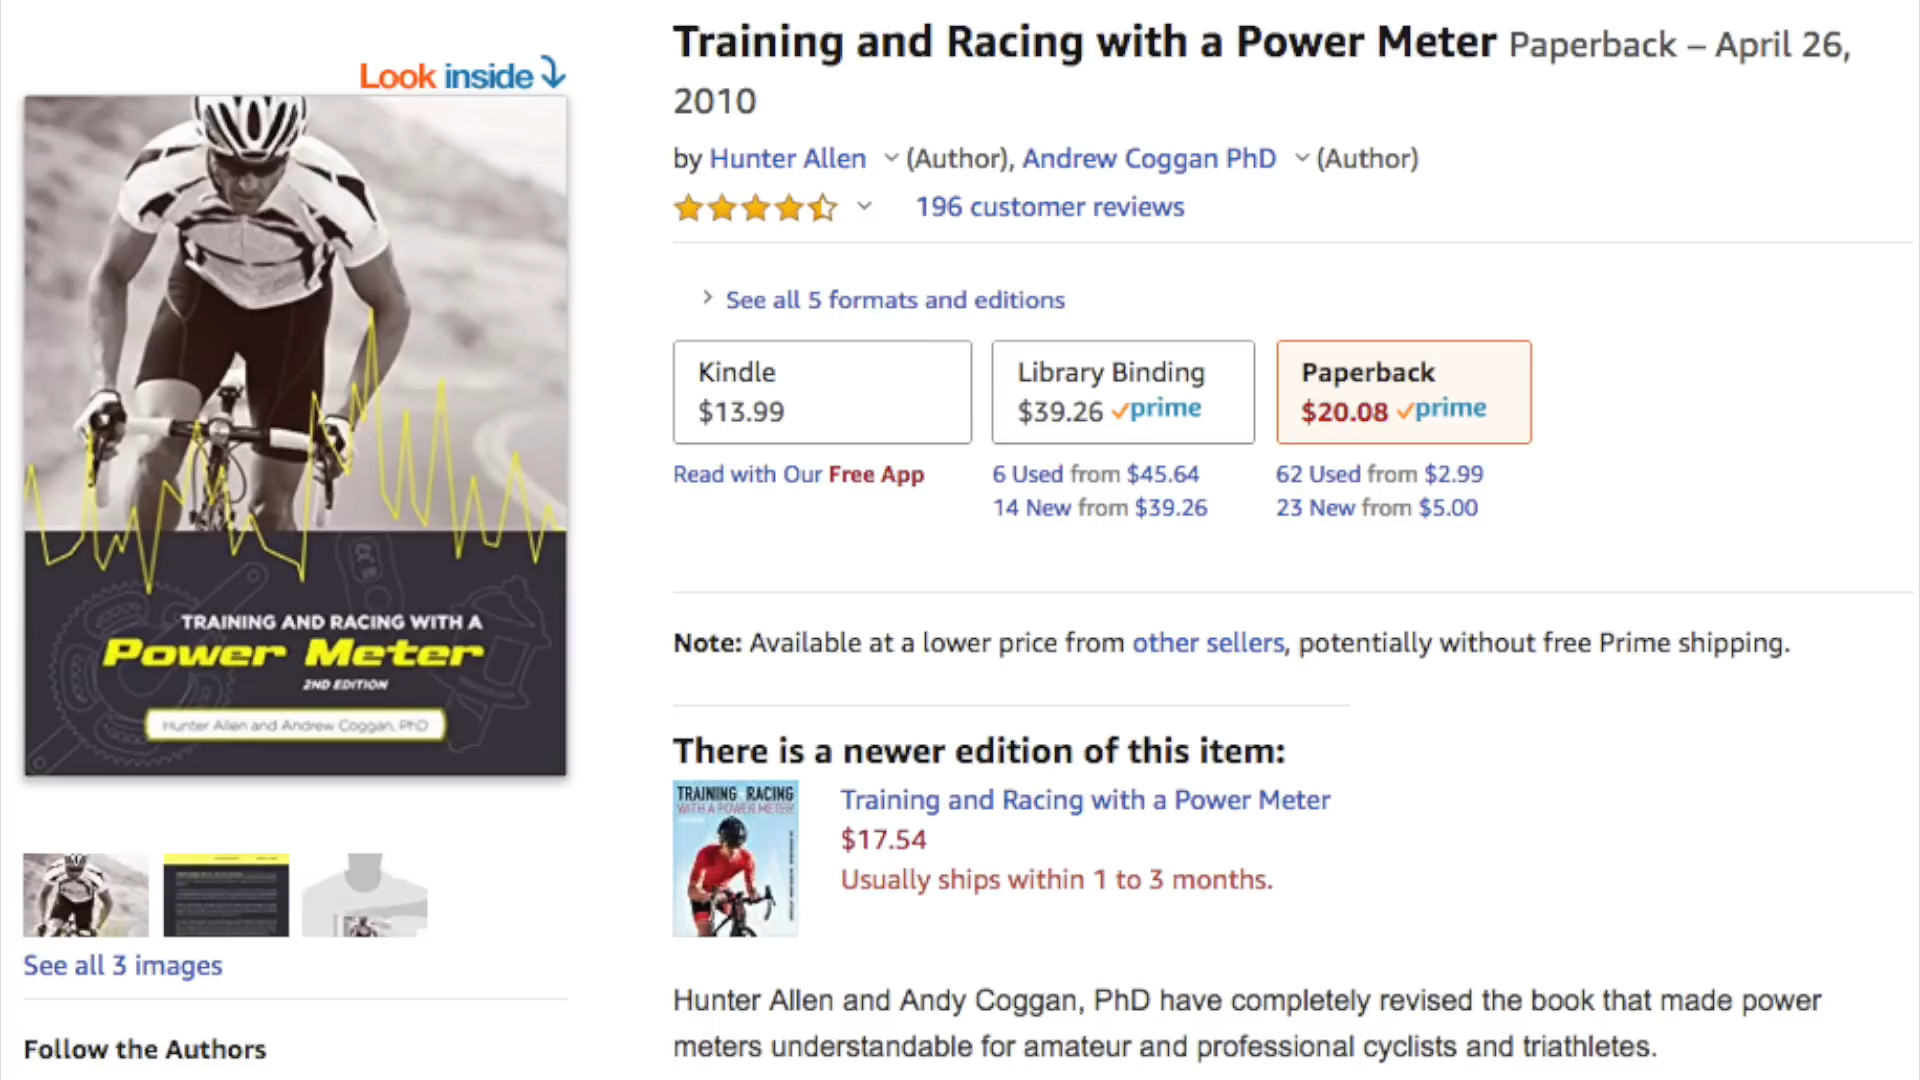 Look inside
TRAINING AND RACING WITH A
Power Meter
2ND EDITION
Hunter Allen and Andrew Coggan, PhD
See all 3 images
Follow the Authors
Training and Racing with a Power Meter Paperback – April 26,
2010
by Hunter Allen (Author), Andrew Coggan PhD (Author)
196 customer reviews
See all 5 formats and editions
Kindle
$13.99
Read with Our Free App
Library Binding
$39.26 prime
6 Used from $45.64
14 New from $39.26
Paperback
$20.08 prime
62 Used from $2.99
23 New from $5.00
Note: Available at a lower price from other sellers, potentially without free Prime shipping.
There is a newer edition of this item:
TRAINING RACING
WITH A POWER METER
Training and Racing with a Power Meter
$17.54
Usually ships within 1 to 3 months.
Hunter Allen and Andy Coggan, PhD have completely revised the book that made power
meters understandable for amateur and professional cyclists and triathletes.